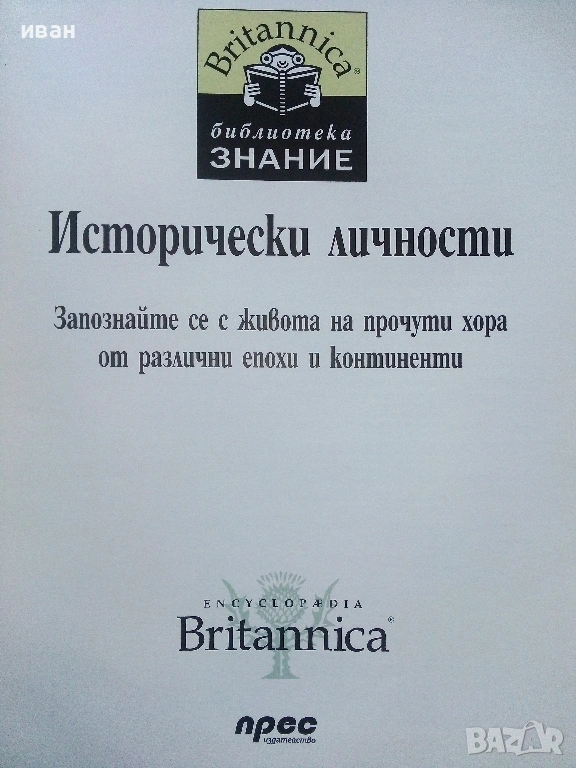 иван
Britannica®
библиотека
ЗНАНИЕ
Исторически личности
Запознайте се с живота на прочути хора
от различни епохи и континенти
ENCYCLOPÆDIA
Britannica®
прес
издателство
BAZAR